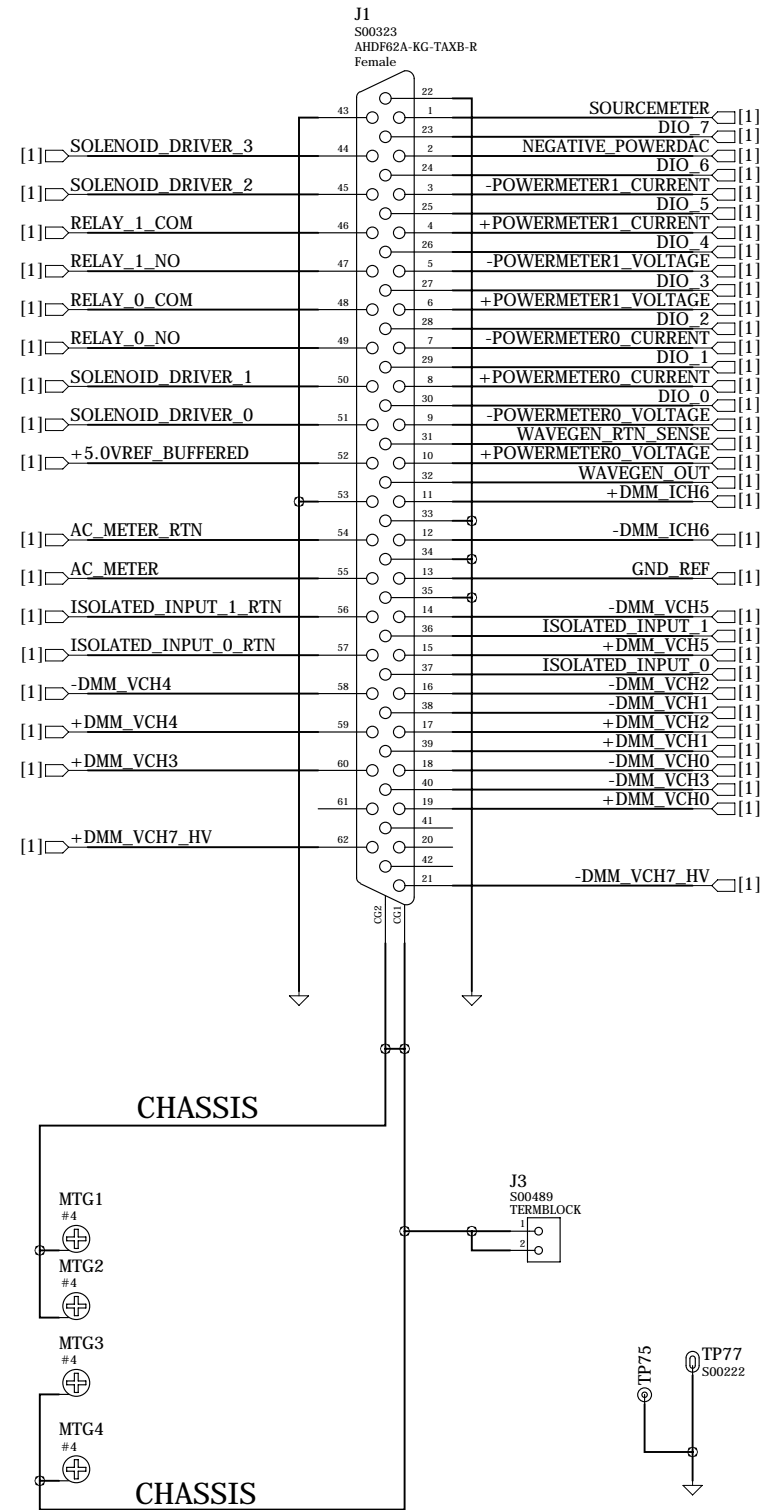 J1
S00323
AHDF62A-KG-TAXB-R
Female
22
43 1 SOURCEMETER [1]
23 DIO_7 [1]
[1] SOLENOID_DRIVER_3 44 2 NEGATIVE_POWERDAC [1]
24 DIO_6 [1]
[1] SOLENOID_DRIVER_2 45 3 -POWERMETER1_CURRENT [1]
25 DIO_5 [1]
[1] RELAY_1_COM 46 4 +POWERMETER1_CURRENT [1]
26 DIO_4 [1]
[1] RELAY_1_NO 47 5 -POWERMETER1_VOLTAGE [1]
27 DIO_3 [1]
[1] RELAY_0_COM 48 6 +POWERMETER1_VOLTAGE [1]
28 DIO_2 [1]
[1] RELAY_0_NO 49 7 -POWERMETER0_CURRENT [1]
29 DIO_1 [1]
[1] SOLENOID_DRIVER_1 50 8 +POWERMETER0_CURRENT [1]
30 DIO_0 [1]
[1] SOLENOID_DRIVER_0 51 9 -POWERMETER0_VOLTAGE [1]
31 WAVEGEN_RTN_SENSE [1]
[1] +5.0VREF_BUFFERED 52 10 +POWERMETER0_VOLTAGE [1]
32 WAVEGEN_OUT [1]
53 11 +DMM_ICH6 [1]
33
[1] AC_METER_RTN 54 12 -DMM_ICH6 [1]
34
[1] AC_METER 55 13 GND_REF [1]
35
[1] ISOLATED_INPUT_1_RTN 56 14 -DMM_VCH5 [1]
36 ISOLATED_INPUT_1 [1]
[1] ISOLATED_INPUT_0_RTN 57 15 +DMM_VCH5 [1]
37 ISOLATED_INPUT_0 [1]
[1] -DMM_VCH4 58 16 -DMM_VCH2 [1]
38 -DMM_VCH1 [1]
[1] +DMM_VCH4 59 17 +DMM_VCH2 [1]
39 +DMM_VCH1 [1]
[1] +DMM_VCH3 60 18 -DMM_VCH0 [1]
40 -DMM_VCH3 [1]
61 19 +DMM_VCH0 [1]
41
[1] +DMM_VCH7_HV 62 20
42
21 -DMM_VCH7_HV [1]
CG2 CG1
CHASSIS
J3
S00489
TERMBLOCK
1
2
MTG1
#4
MTG2
#4
MTG3
#4
MTG4
#4
TP75
TP77
S00222
CHASSIS